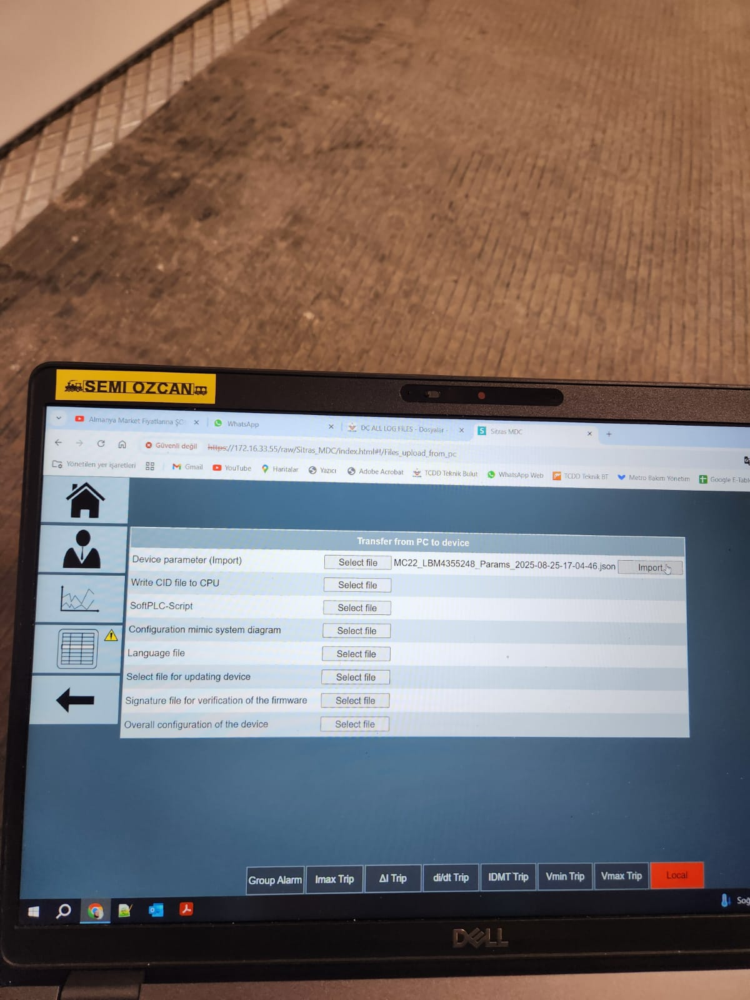 SEMI OZCAN
Almanya Market Fiyatlarına ŞO
WhatsApp
DC ALL LOG FILES - Dosyalar -
Sitras MDC
Güvenli değil
https://172.16.33.55/raw/Sitras_MDC/index.html#!/Files_upload_from_pc
Yönetilen yer işaretleri
Gmail
YouTube
Haritalar
Yazıcı
Adobe Acrobat
TCDD Teknik Bulut
WhatsApp Web
TCDD Teknik BT
Metro Bakım Yönetim
Google E-Tabl
Transfer from PC to device
Device parameter (Import) Select file MC22_LBM4355248_Params_2025-08-25-17-04-46.json Import
Write CID file to CPU Select file
SoftPLC-Script Select file
Configuration mimic system diagram Select file
Language file Select file
Select file for updating device Select file
Signature file for verification of the firmware Select file
Overall configuration of the device Select file
Group Alarm Imax Trip ΔI Trip di/dt Trip IDMT Trip Vmin Trip Vmax Trip Local
Soğ
DELL